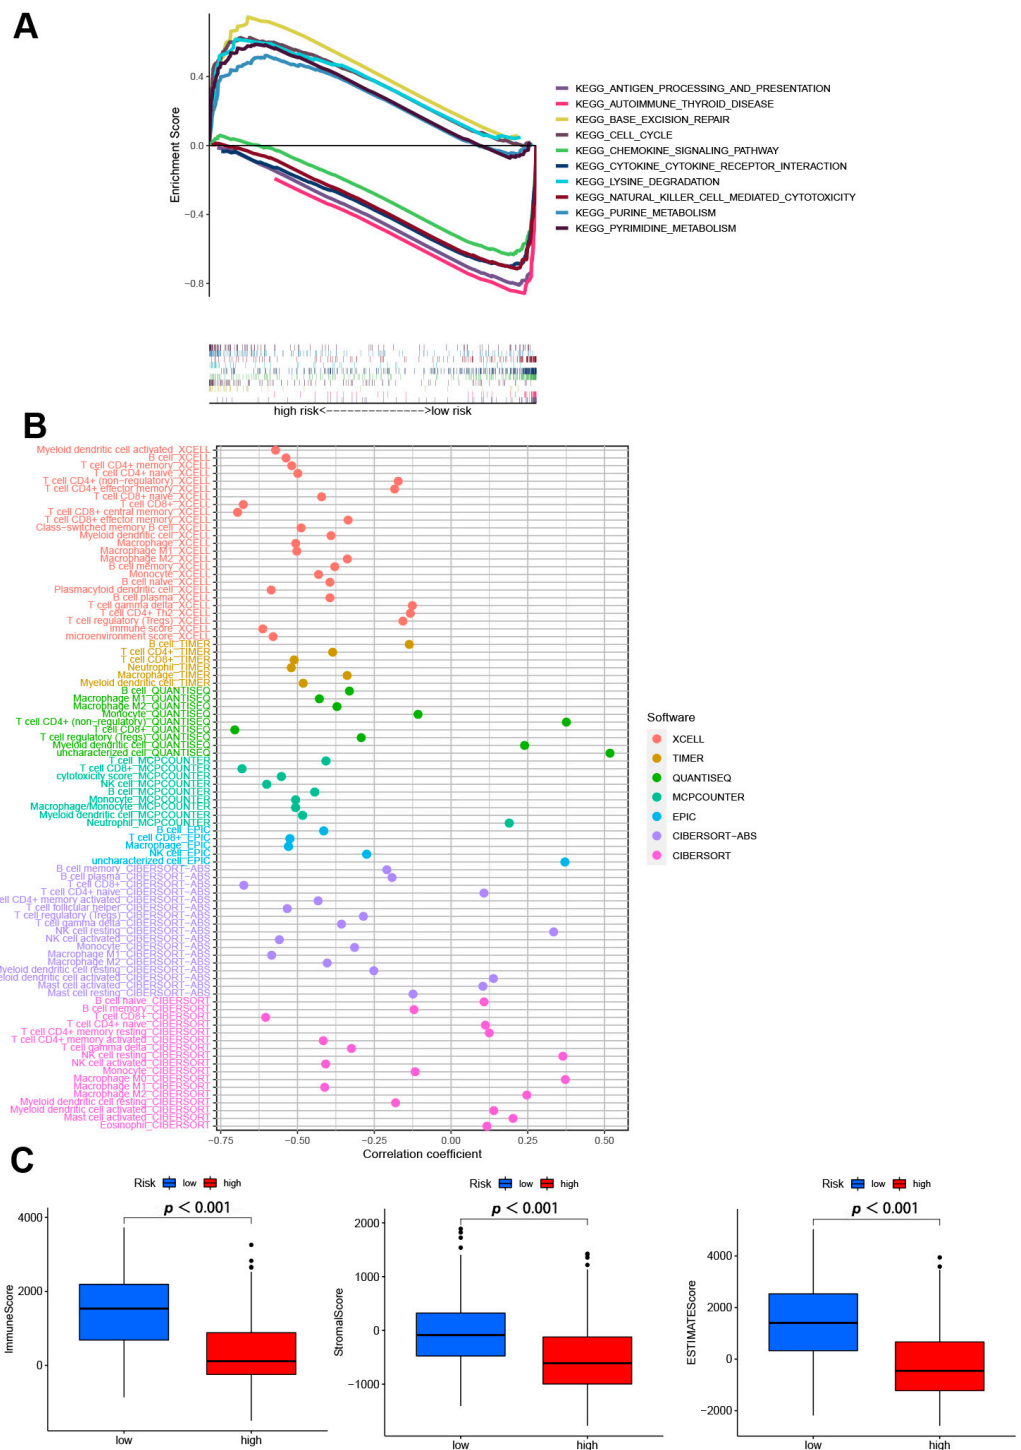 A
0.4
0.0
−0.4
−0.8
Enrichment Score
KEGG_ANTIGEN_PROCESSING_AND_PRESENTATION
KEGG_AUTOIMMUNE_THYROID_DISEASE
KEGG_BASE_EXCISION_REPAIR
KEGG_CELL_CYCLE
KEGG_CHEMOKINE_SIGNALING_PATHWAY
KEGG_CYTOKINE_CYTOKINE_RECEPTOR_INTERACTION
KEGG_LYSINE_DEGRADATION
KEGG_NATURAL_KILLER_CELL_MEDIATED_CYTOTOXICITY
KEGG_PURINE_METABOLISM
KEGG_PYRIMIDINE_METABOLISM
high risk<-------------->low risk
B
Myeloid dendritic cell activated_XCELL
B cell_XCELL
T cell CD4+ memory_XCELL
T cell CD4+ naive_XCELL
T cell CD4+ (non−regulatory)_XCELL
T cell CD4+ effector memory_XCELL
T cell CD8+ naive_XCELL
T cell CD8+_XCELL
T cell CD8+ central memory_XCELL
T cell CD8+ effector memory_XCELL
Class−switched memory B cell_XCELL
Myeloid dendritic cell_XCELL
Macrophage_XCELL
Macrophage M1_XCELL
Macrophage M2_XCELL
B cell memory_XCELL
Monocyte_XCELL
B cell naive_XCELL
Plasmacytoid dendritic cell_XCELL
B cell plasma_XCELL
T cell gamma delta_XCELL
T cell CD4+ Th2_XCELL
T cell regulatory (Tregs)_XCELL
immune score_XCELL
microenvironment score_XCELL
B cell_TIMER
T cell CD4+_TIMER
T cell CD8+_TIMER
Neutrophil_TIMER
Macrophage_TIMER
Myeloid dendritic cell_TIMER
B cell_QUANTISEQ
Macrophage M1_QUANTISEQ
Macrophage M2_QUANTISEQ
Monocyte_QUANTISEQ
T cell CD4+ (non−regulatory)_QUANTISEQ
T cell CD8+_QUANTISEQ
T cell regulatory (Tregs)_QUANTISEQ
Myeloid dendritic cell_QUANTISEQ
uncharacterized cell_QUANTISEQ
T cell_MCPCOUNTER
T cell CD8+_MCPCOUNTER
cytotoxicity score_MCPCOUNTER
NK cell_MCPCOUNTER
B cell_MCPCOUNTER
Monocyte_MCPCOUNTER
Macrophage/Monocyte_MCPCOUNTER
Myeloid dendritic cell_MCPCOUNTER
Neutrophil_MCPCOUNTER
B cell_EPIC
T cell CD8+_EPIC
Macrophage_EPIC
NK cell_EPIC
uncharacterized cell_EPIC
B cell memory_CIBERSORT−ABS
B cell plasma_CIBERSORT−ABS
T cell CD8+_CIBERSORT−ABS
T cell CD4+ naive_CIBERSORT−ABS
cell CD4+ memory activated_CIBERSORT−ABS
T cell follicular helper_CIBERSORT−ABS
T cell regulatory (Tregs)_CIBERSORT−ABS
T cell gamma delta_CIBERSORT−ABS
NK cell resting_CIBERSORT−ABS
NK cell activated_CIBERSORT−ABS
Monocyte_CIBERSORT−ABS
Macrophage M1_CIBERSORT−ABS
Macrophage M2_CIBERSORT−ABS
Myeloid dendritic cell resting_CIBERSORT−ABS
eloid dendritic cell activated_CIBERSORT−ABS
Mast cell activated_CIBERSORT−ABS
Mast cell resting_CIBERSORT−ABS
B cell naive_CIBERSORT
B cell memory_CIBERSORT
T cell CD8+_CIBERSORT
T cell CD4+ naive_CIBERSORT
T cell CD4+ memory resting_CIBERSORT
T cell CD4+ memory activated_CIBERSORT
T cell gamma delta_CIBERSORT
NK cell resting_CIBERSORT
NK cell activated_CIBERSORT
Monocyte_CIBERSORT
Macrophage M0_CIBERSORT
Macrophage M1_CIBERSORT
Macrophage M2_CIBERSORT
Myeloid dendritic cell resting_CIBERSORT
Myeloid dendritic cell activated_CIBERSORT
Mast cell activated_CIBERSORT
Eosinophil_CIBERSORT
−0.75 −0.50 −0.25 0.00 0.25 0.50
Correlation coefficient
Software
XCELL
TIMER
QUANTISEQ
MCPCOUNTER
EPIC
CIBERSORT−ABS
CIBERSORT
C
Risk low high
p < 0.001
4000
2000
0
ImmuneScore
low high
Risk low high
p < 0.001
2000
1000
0
−1000
StromalScore
low high
Risk low high
p < 0.001
4000
2000
0
−2000
ESTIMATEScore
low high